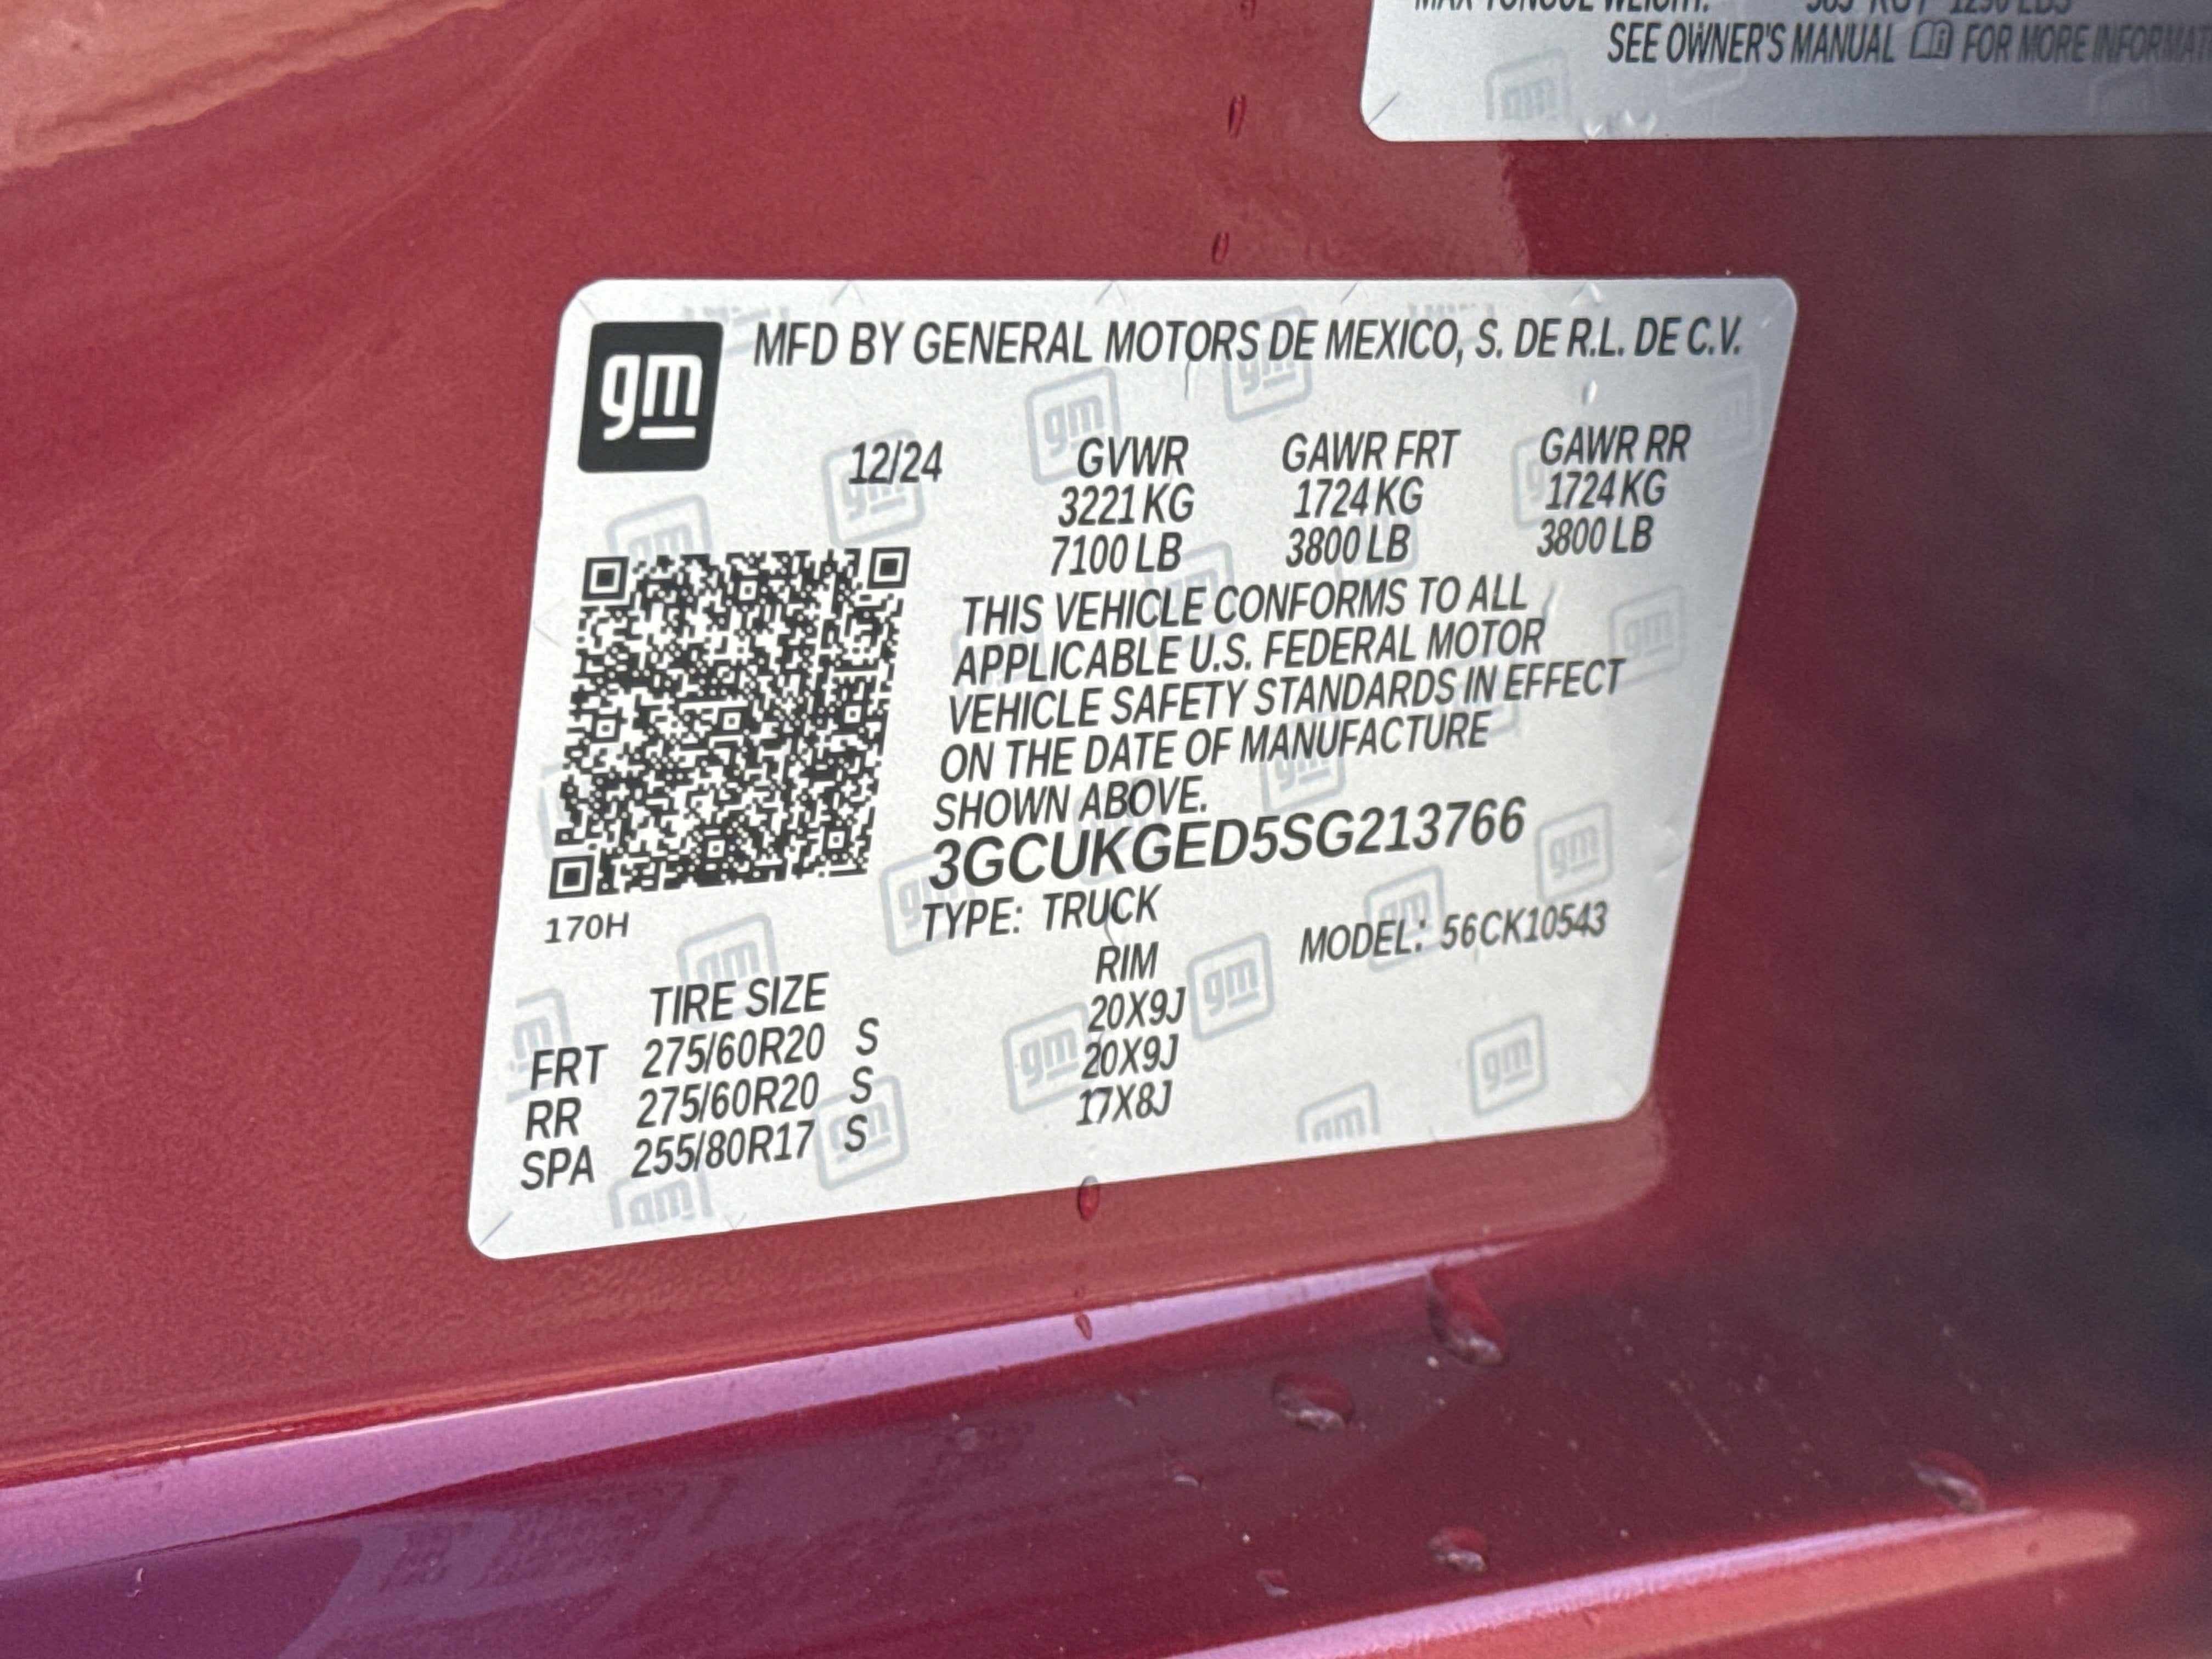 SEE OWNER'S MANUAL FOR MORE
gm
MFD BY GENERAL MOTORS DE MEXICO, S. DE R.L. DE C.V.
12/24 GVWR GAWR FRT GAWR RR
3221 KG 1724 KG 1724 KG
7100 LB 3800 LB 3800 LB
THIS VEHICLE CONFORMS TO ALL
APPLICABLE U.S. FEDERAL MOTOR
VEHICLE SAFETY STANDARDS IN EFFECT
ON THE DATE OF MANUFACTURE
SHOWN ABOVE.
3GCUKGED5SG213766
170H
TYPE: TRUCK MODEL: 56CK10543
TIRE SIZE RIM
FRT 275/60R20 S 20X9J
RR 275/60R20 S 20X9J
SPA 255/80R17 S 17X8J